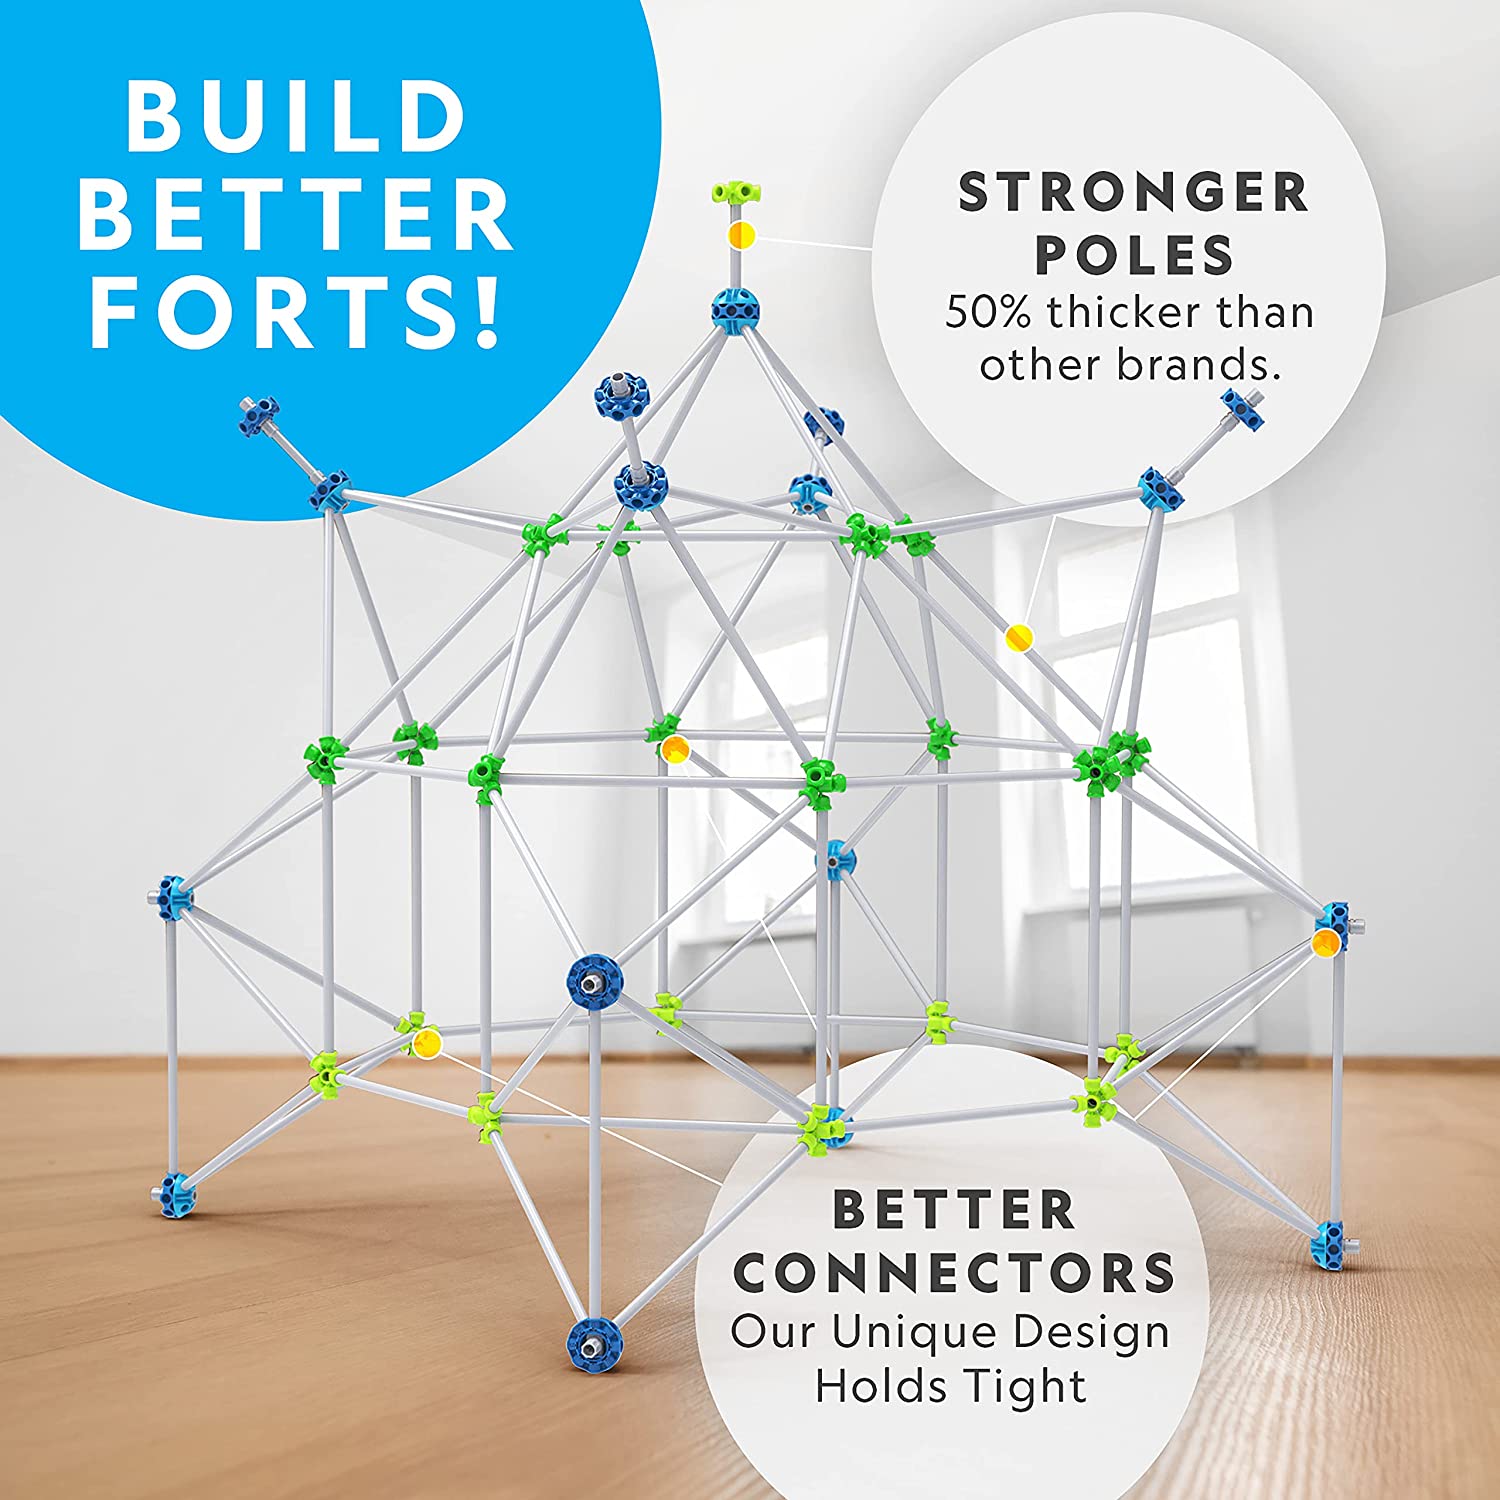 BUILD
BETTER
FORTS!
STRONGER
POLES
50% thicker than
other brands.
BETTER
CONNECTORS
Our Unique Design
Holds Tight